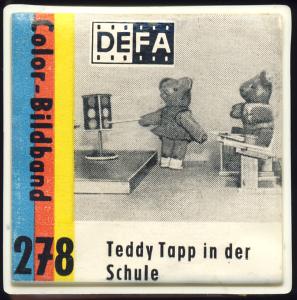 DEFA
Color-Bildband
278
Teddy Tapp in der
Schule